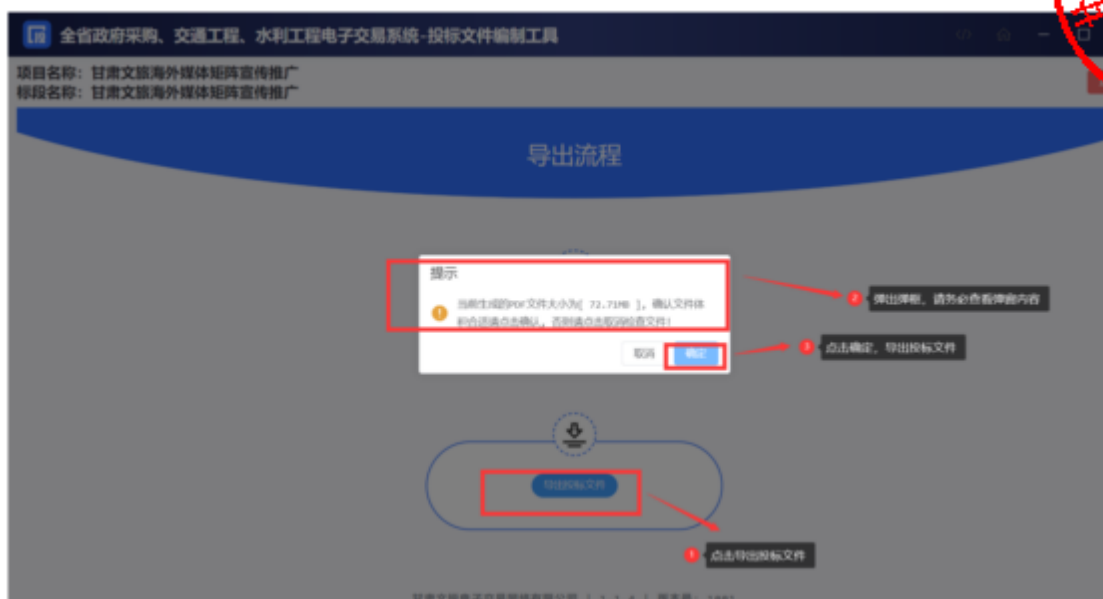 全省政府采购、交通工程、水利工程电子交易系统-投标文件编制工具
项目名称：甘肃文旅海外媒体矩阵宣传推广
标段名称：甘肃文旅海外媒体矩阵宣传推广
导出流程
提示
当前生成的PDF文件大小为[ 72.71MB ]，确认文件体
积合适请点击确认，否则请点击取消检查文件!
取消
确定
2 弹出弹框，请务必查看弹窗内容
3 点击确定，导出投标文件
导出投标文件
1 点击导出投标文件